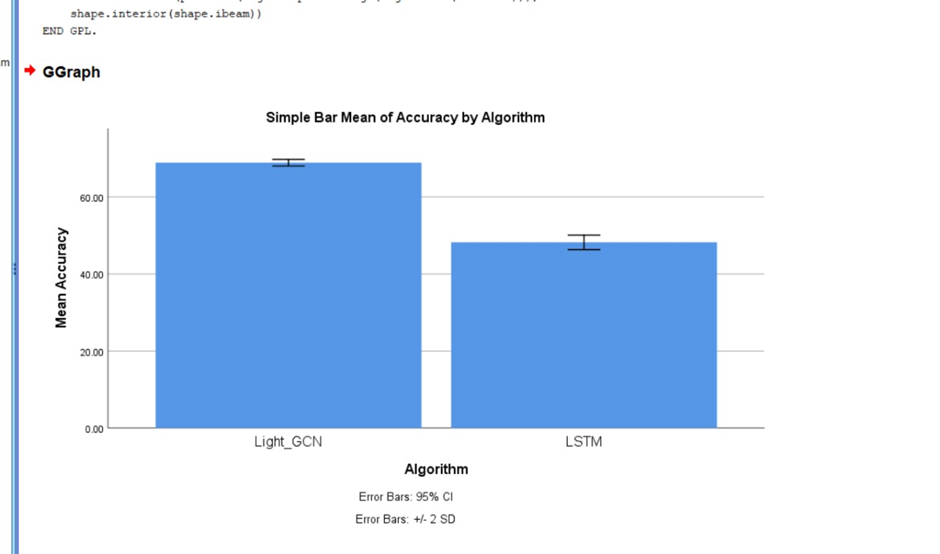 shape.interior(shape.ibeam))
END GPL.
m
GGraph
Simple Bar Mean of Accuracy by Algorithm
Mean Accuracy
60.00
40.00
20.00
0.00
Light_GCN
LSTM
Algorithm
Error Bars: 95% CI
Error Bars: +/- 2 SD